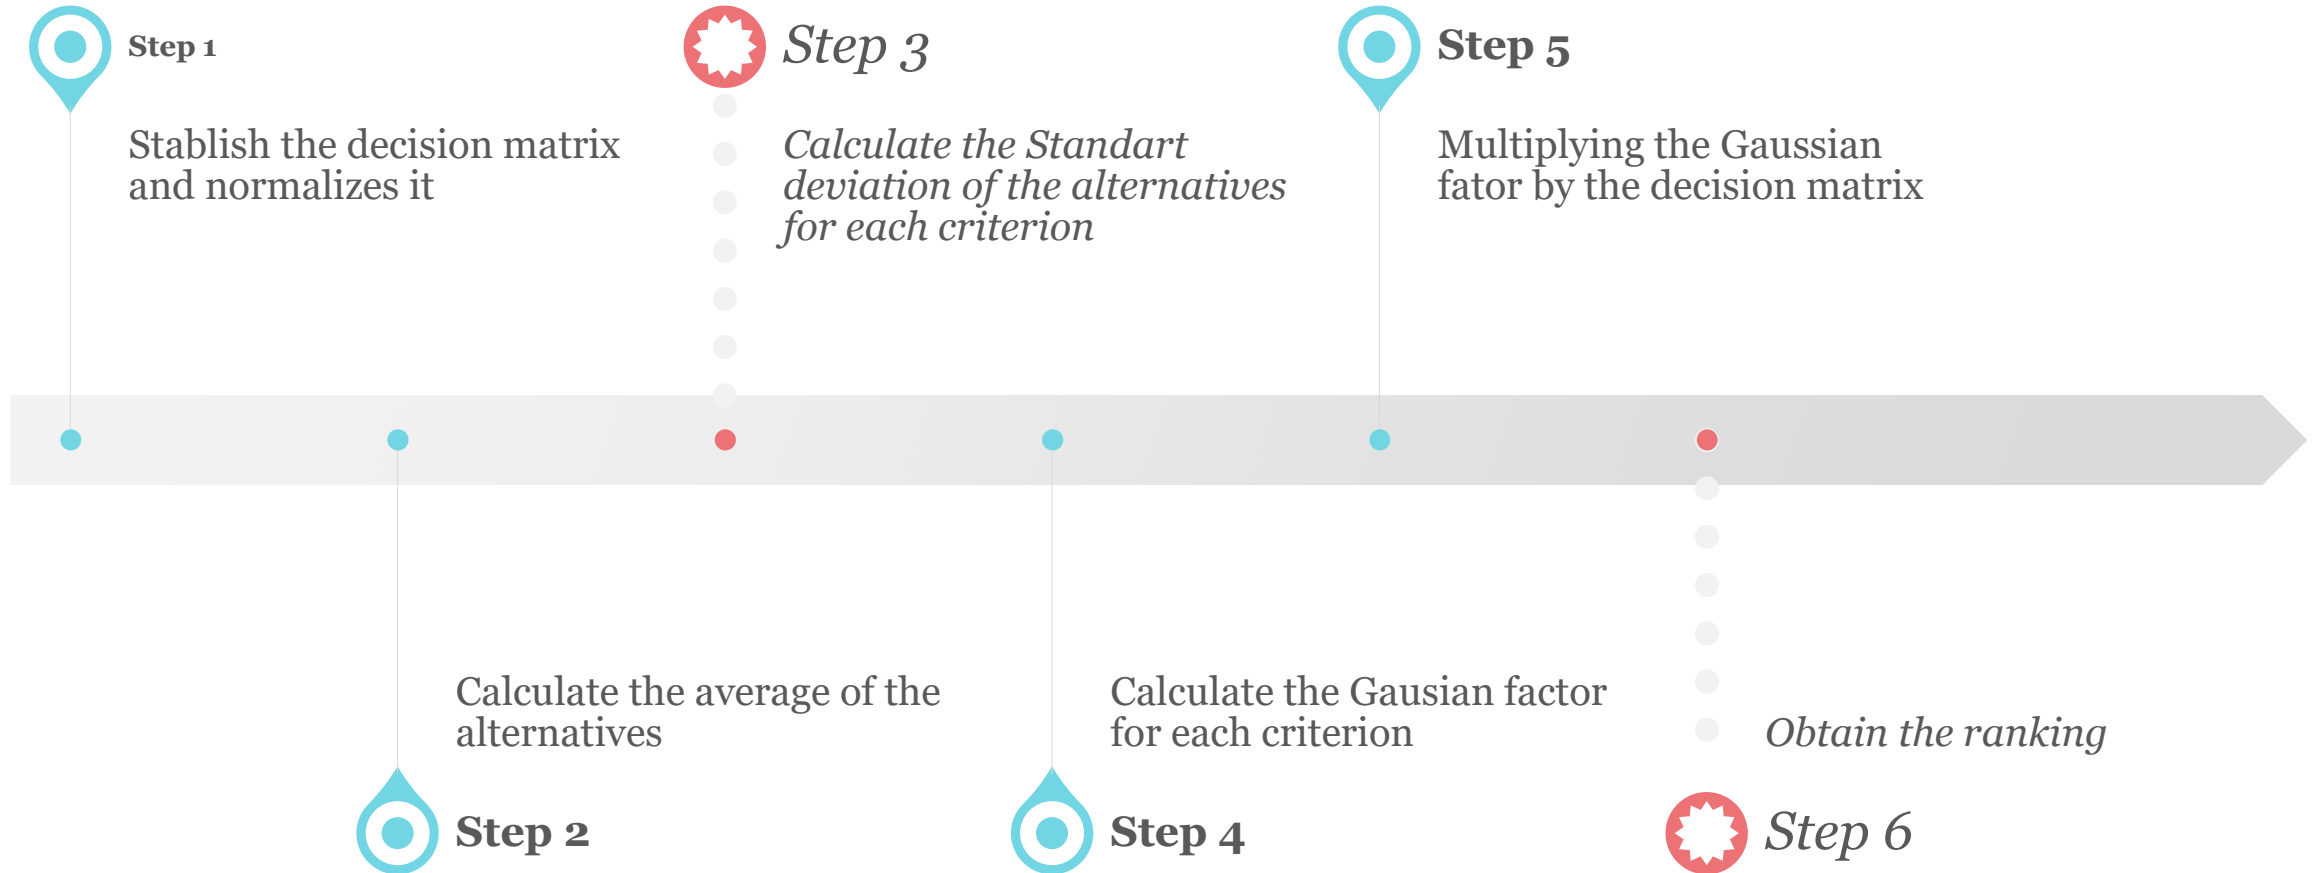 Step 1
Stablish the decision matrix
and normalizes it
Calculate the average of the
alternatives
Step 2
Step 3
Calculate the Standart
deviation of the alternatives
for each criterion
Calculate the Gausian factor
for each criterion
Step 4
Step 5
Multiplying the Gaussian
fator by the decision matrix
Obtain the ranking
Step 6